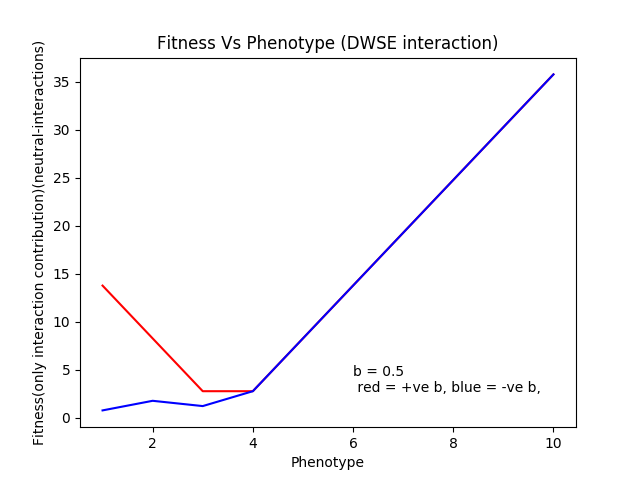 Fitness Vs Phenotype (DWSE interaction)
Fitness(only interaction contribution)(neutral-interactions)
35
30
25
20
15
10
5
0
b = 0.5
red = +ve b, blue = -ve b,
2 4 6 8 10
Phenotype